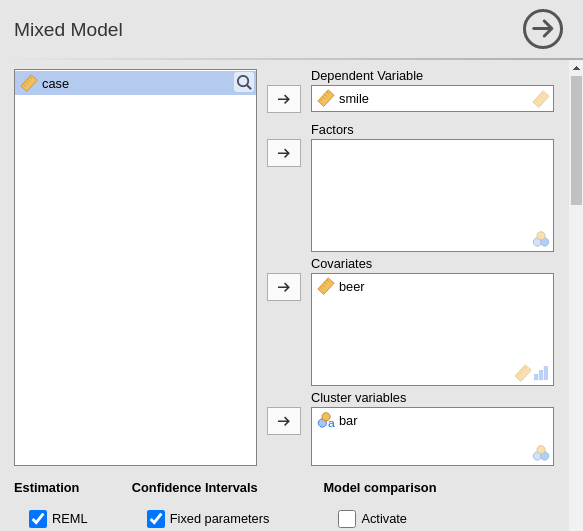 Mixed Model
case
Dependent Variable
smile
Factors
Covariates
beer
Cluster variables
a bar
Estimation Confidence Intervals Model comparison
REML Fixed parameters Activate